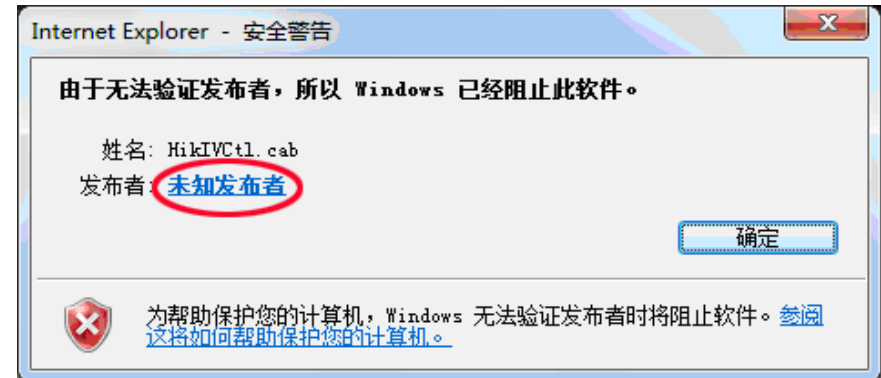 Internet Explorer - 安全警告
由于无法验证发布者，所以 Windows 已经阻止此软件。
姓名: HikIVCtl.cab
发布者: 未知发布者
确定
为帮助保护您的计算机，Windows 无法验证发布者时将阻止软件。参阅
这将如何帮助保护您的计算机。